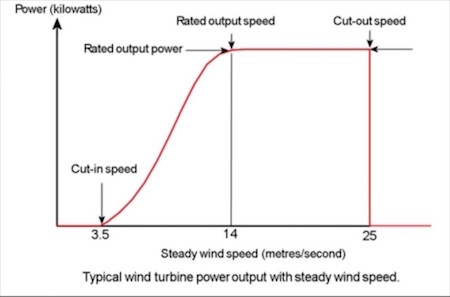 Power (kilowatts)
Rated output speed
Cut-out speed
Rated output power
Cut-in speed
3.5
14
25
Steady wind speed (metres/second)
Typical wind turbine power output with steady wind speed.